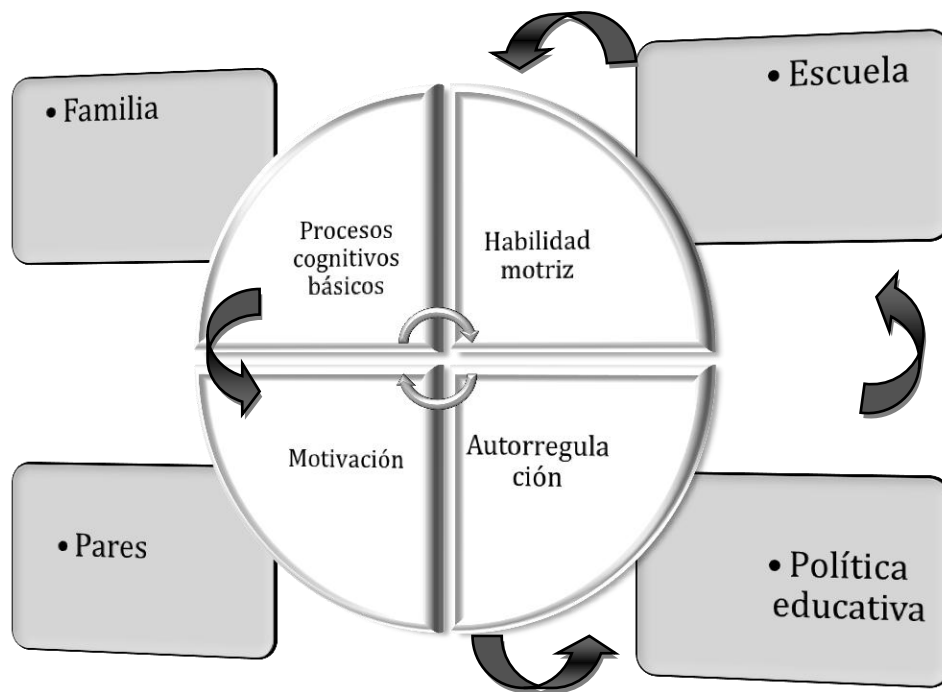 • Familia
• Escuela
Procesos
cognitivos
básicos
Habilidad
motriz
Motivación
Autorregula
ción
• Pares
• Política
educativa